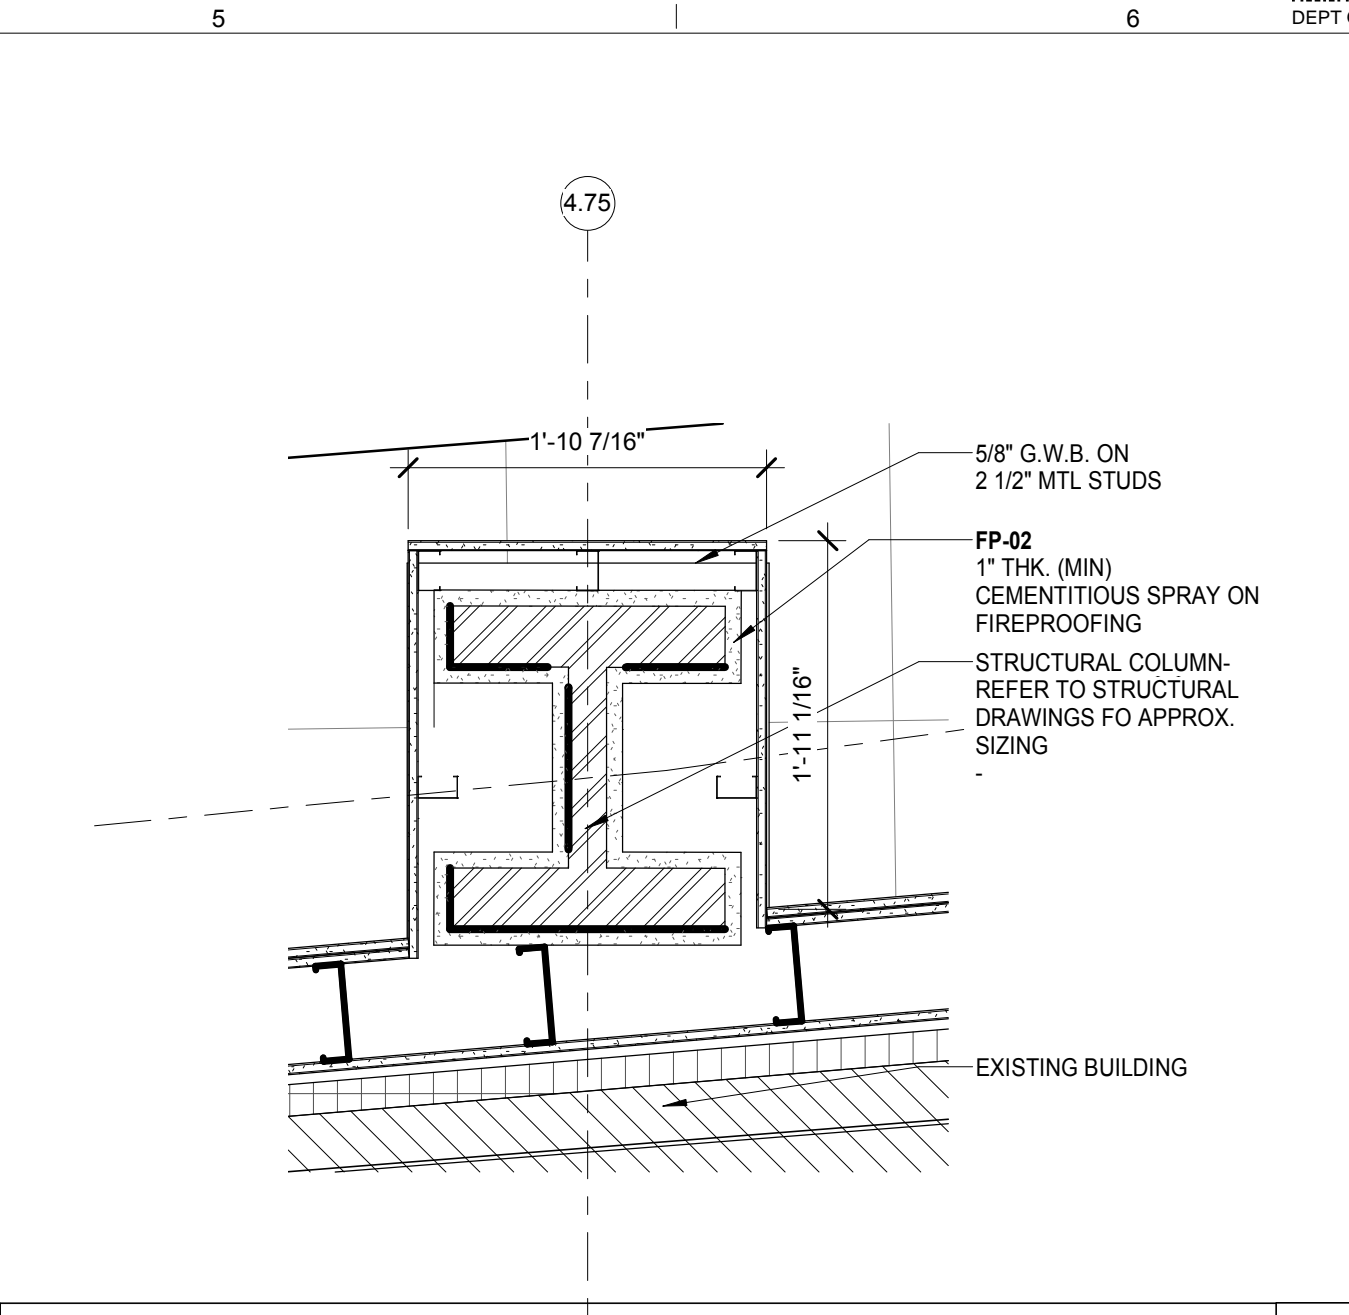 5
6
DEPT
4.75
1'-10 7/16"
5/8" G.W.B. ON
2 1/2" MTL STUDS
FP-02
1" THK. (MIN)
CEMENTITIOUS SPRAY ON
FIREPROOFING
STRUCTURAL COLUMN-
REFER TO STRUCTURAL
DRAWINGS FO APPROX.
SIZING
-
1'-11 1/16"
EXISTING BUILDING